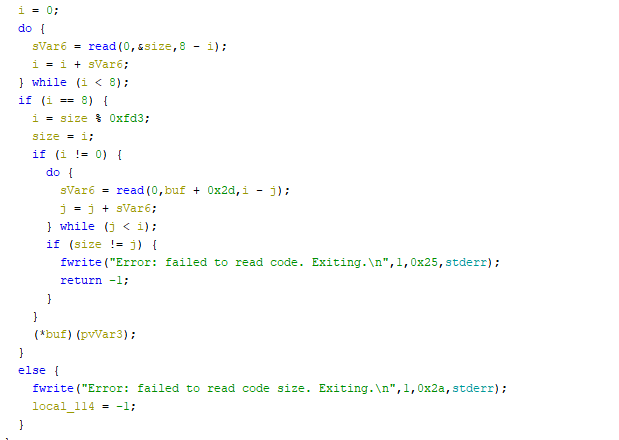 i = 0;
do {
sVar6 = read(0,&size,8 - i);
i = i + sVar6;
} while (i < 8);
if (i == 8) {
i = size % 0xfd3;
size = i;
if (i != 0) {
do {
sVar6 = read(0,buf + 0x2d,i - j);
j = j + sVar6;
} while (j < i);
if (size != j) {
fwrite("Error: failed to read code. Exiting.\n",1,0x25,stderr);
return -1;
}
}
(*buf)(pvVar3);
}
else {
fwrite("Error: failed to read code size. Exiting.\n",1,0x2a,stderr);
local_114 = -1;
}